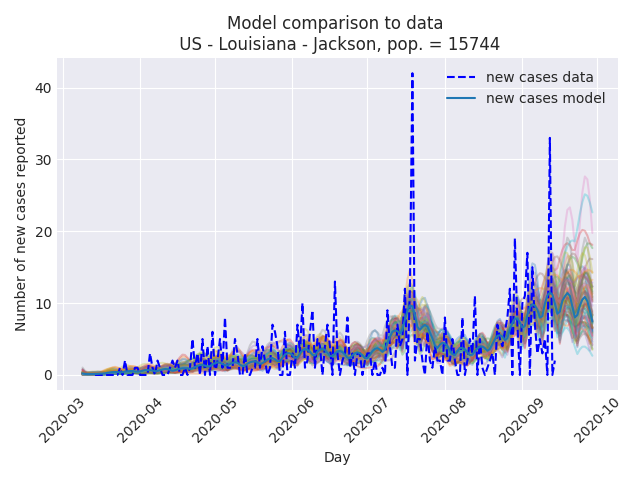 Model comparison to data
US - Louisiana - Jackson, pop. = 15744
new cases data
new cases model
Number of new cases reported
40
30
20
10
0
2020-03
2020-04
2020-05
2020-06
2020-07
2020-08
2020-09
2020-10
Day